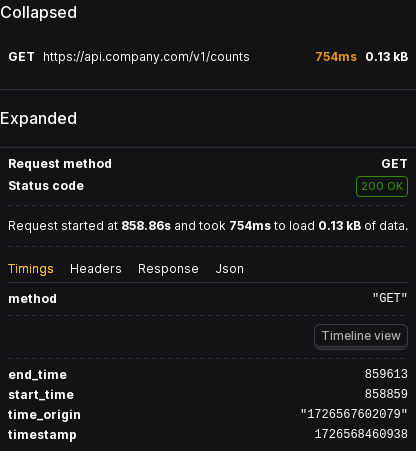 Collapsed
GET https://api.company.com/v1/counts 754ms 0.13 kB
Expanded
Request method GET
Status code 200 OK
Request started at 858.86s and took 754ms to load 0.13 kB of data.
Timings Headers Response Json
method "GET"
Timeline view
end_time 859613
start_time 858859
time_origin "1726567602079"
timestamp 1726568460938